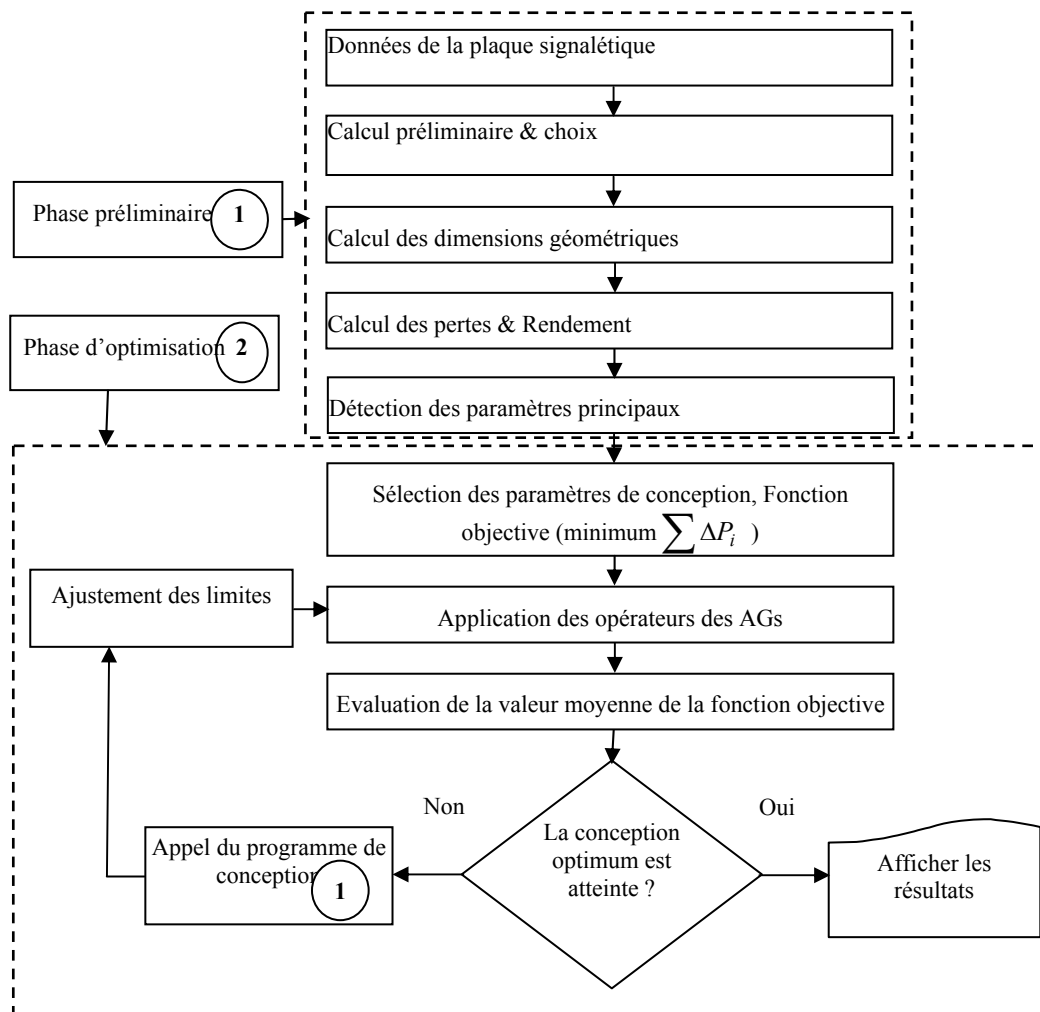 Données de la plaque signalétique
Calcul préliminaire & choix
Phase préliminaire 1
Calcul des dimensions géométriques
Calcul des pertes & Rendement
Phase d’optimisation 2
Détection des paramètres principaux
Sélection des paramètres de conception, Fonction
objective (minimum ∑ ΔP_i )
Ajustement des limites
Application des opérateurs des AGs
Evaluation de la valeur moyenne de la fonction objective
Non
Oui
La conception
optimum est
atteinte ?
Appel du programme de
conception 1
Afficher les
résultats